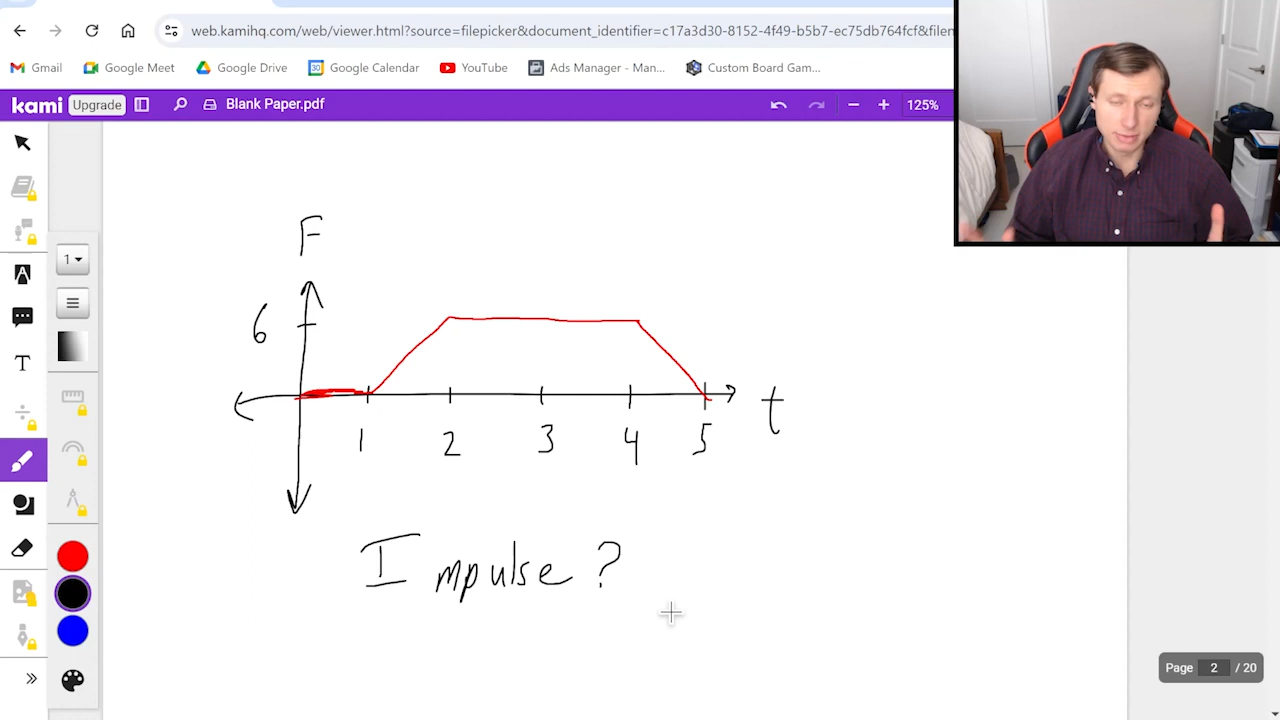 web.kamihq.com/web/viewer.html?source=filepicker&document_identifier=c17a3d30-8152-4f49-b5b7-ec75db764fcf&filen
Gmail Google Meet Google Drive Google Calendar YouTube Ads Manager - Man... Custom Board Gam...
kami Upgrade Blank Paper.pdf 125%
F
1
6
t
1 2 3 4 5
Impulse ?
Page 2 / 20